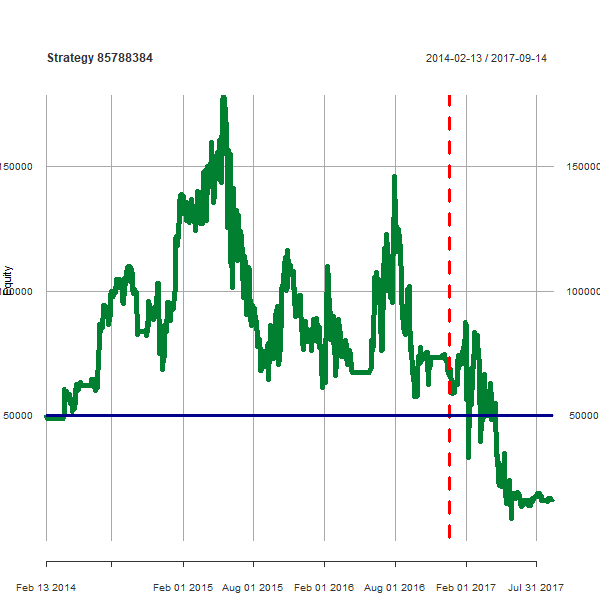 Strategy 85788384
2014-02-13 / 2017-09-14
150000
150000
100000
100000
50000
50000
Feb 13 2014
Feb 01 2015
Aug 01 2015
Feb 01 2016
Aug 01 2016
Feb 01 2017
Jul 31 2017